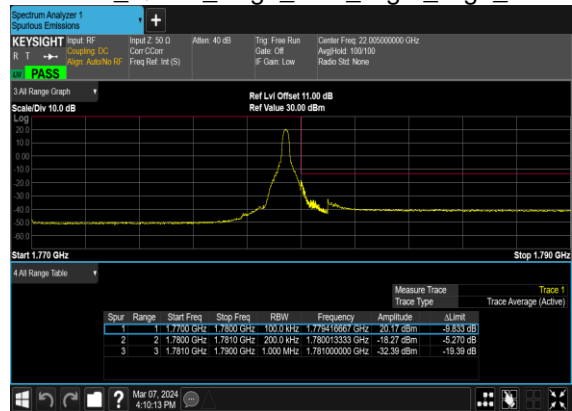 Spectrum Analyzer 1
Spurious Emissions
KEYSIGHT Input: RF Input Z: 50 Ω Atten: 40 dB Trig: Free Run Center Freq: 22.005000000 GHz
R T Coupling: DC Corr CCorr Gate: Off Avg|Hold: 100/100
Align: Auto/No RF Freq Ref: Int (S) IF Gain: Low Radio Std: None
PASS
3 All Range Graph Ref Lvl Offset 11.00 dB
Scale/Div 10.0 dB Ref Value 30.00 dBm
Log
20.0
10.0
0.00
-10.0
-20.0
-30.0
-40.0
-50.0
-60.0
Start 1.770 GHz Stop 1.790 GHz
4 All Range Table
Measure Trace Trace 1
Trace Type Trace Average (Active)
Spur Range Start Freq Stop Freq RBW Frequency Amplitude ΔLimit
1 1 1.7700 GHz 1.7800 GHz 100.0 kHz 1.779416667 GHz 20.17 dBm -9.833 dB
2 2 1.7800 GHz 1.7810 GHz 200.0 kHz 1.780013333 GHz -18.27 dBm -5.270 dB
3 3 1.7810 GHz 1.7900 GHz 1.000 MHz 1.781000000 GHz -32.39 dBm -19.39 dB
? Mar 07, 2024
4:10:13 PM